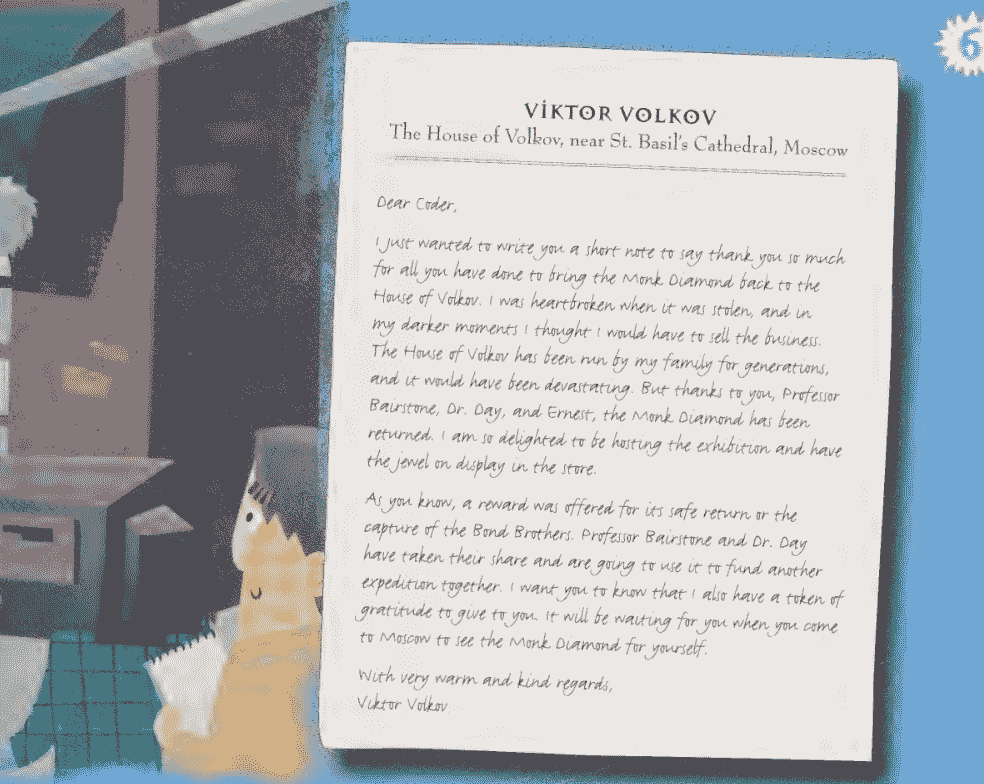 6
VIKTOR VOLKOV
The House of Volkov, near St. Basil's Cathedral, Moscow
Dear Coder,
I just wanted to write you a short note to say thank you so much
for all you have done to bring the Monk Diamond back to the
House of Volkov. I was heartbroken when it was stolen, and in
my darker moments I thought I would have to sell the business.
The House of Volkov has been run by my family for generations,
and it would have been devastating. But thanks to you, Professor
Bairstone, Dr. Day, and Ernest, the Monk Diamond has been
returned. I am so delighted to be hosting the exhibition and have
the jewel on display in the store.
As you know, a reward was offered for its safe return or the
capture of the Bond Brothers. Professor Bairstone and Dr. Day
have taken their share and are going to use it to fund another
expedition together. I want you to know that I also have a token of
gratitude to give to you. It will be waiting for you when you come
to Moscow to see the Monk Diamond for yourself.
With very warm and kind regards,
Viktor Volkov